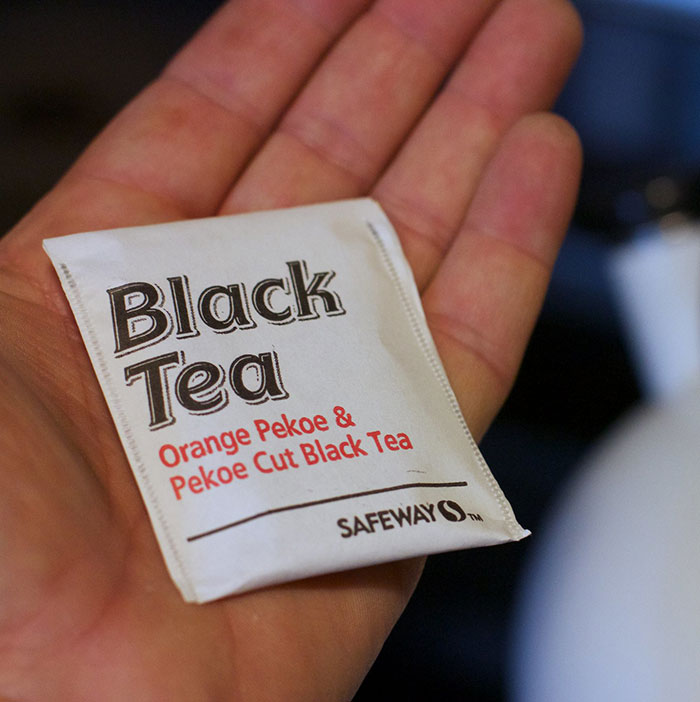 Black
Tea
Orange Pekoe &
Pekoe Cut Black Tea
SAFEWAY TM